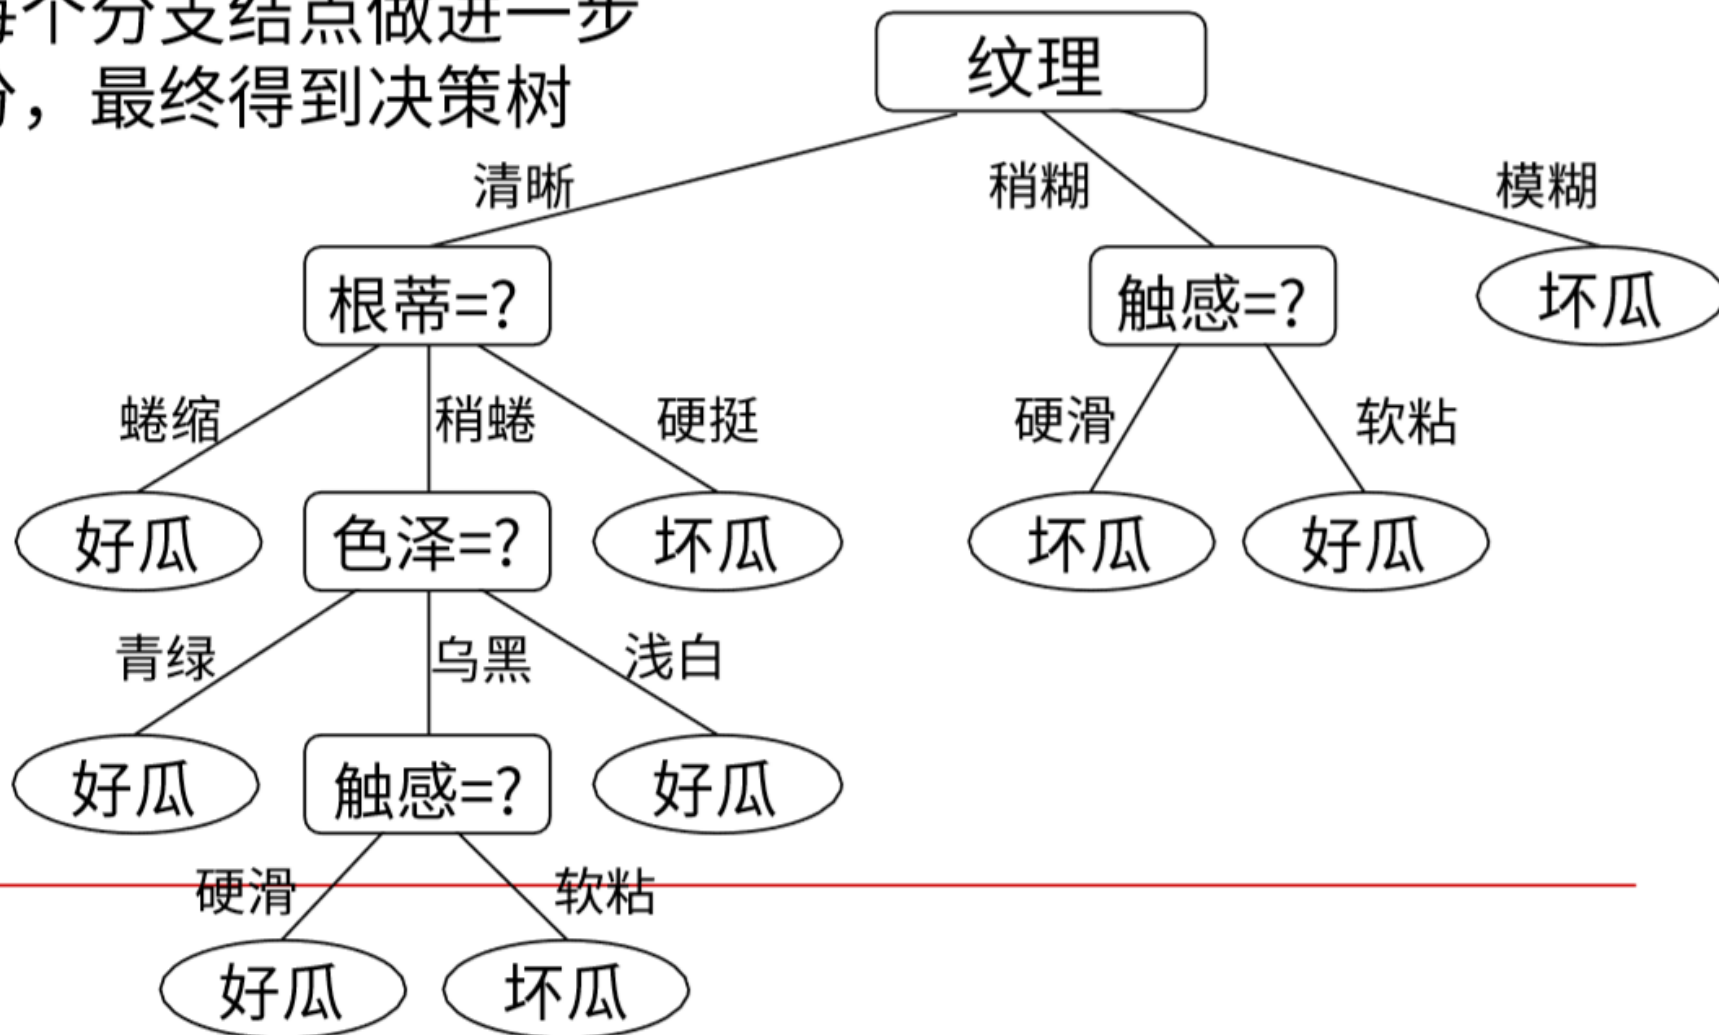 每个分支结点做进一步
分，最终得到决策树
纹理
清晰 稍糊 模糊
根蒂=? 触感=? 坏瓜
蜷缩 稍蜷 硬挺 硬滑 软粘
好瓜 色泽=? 坏瓜 坏瓜 好瓜
青绿 乌黑 浅白
好瓜 触感=? 好瓜
硬滑 软粘
好瓜 坏瓜